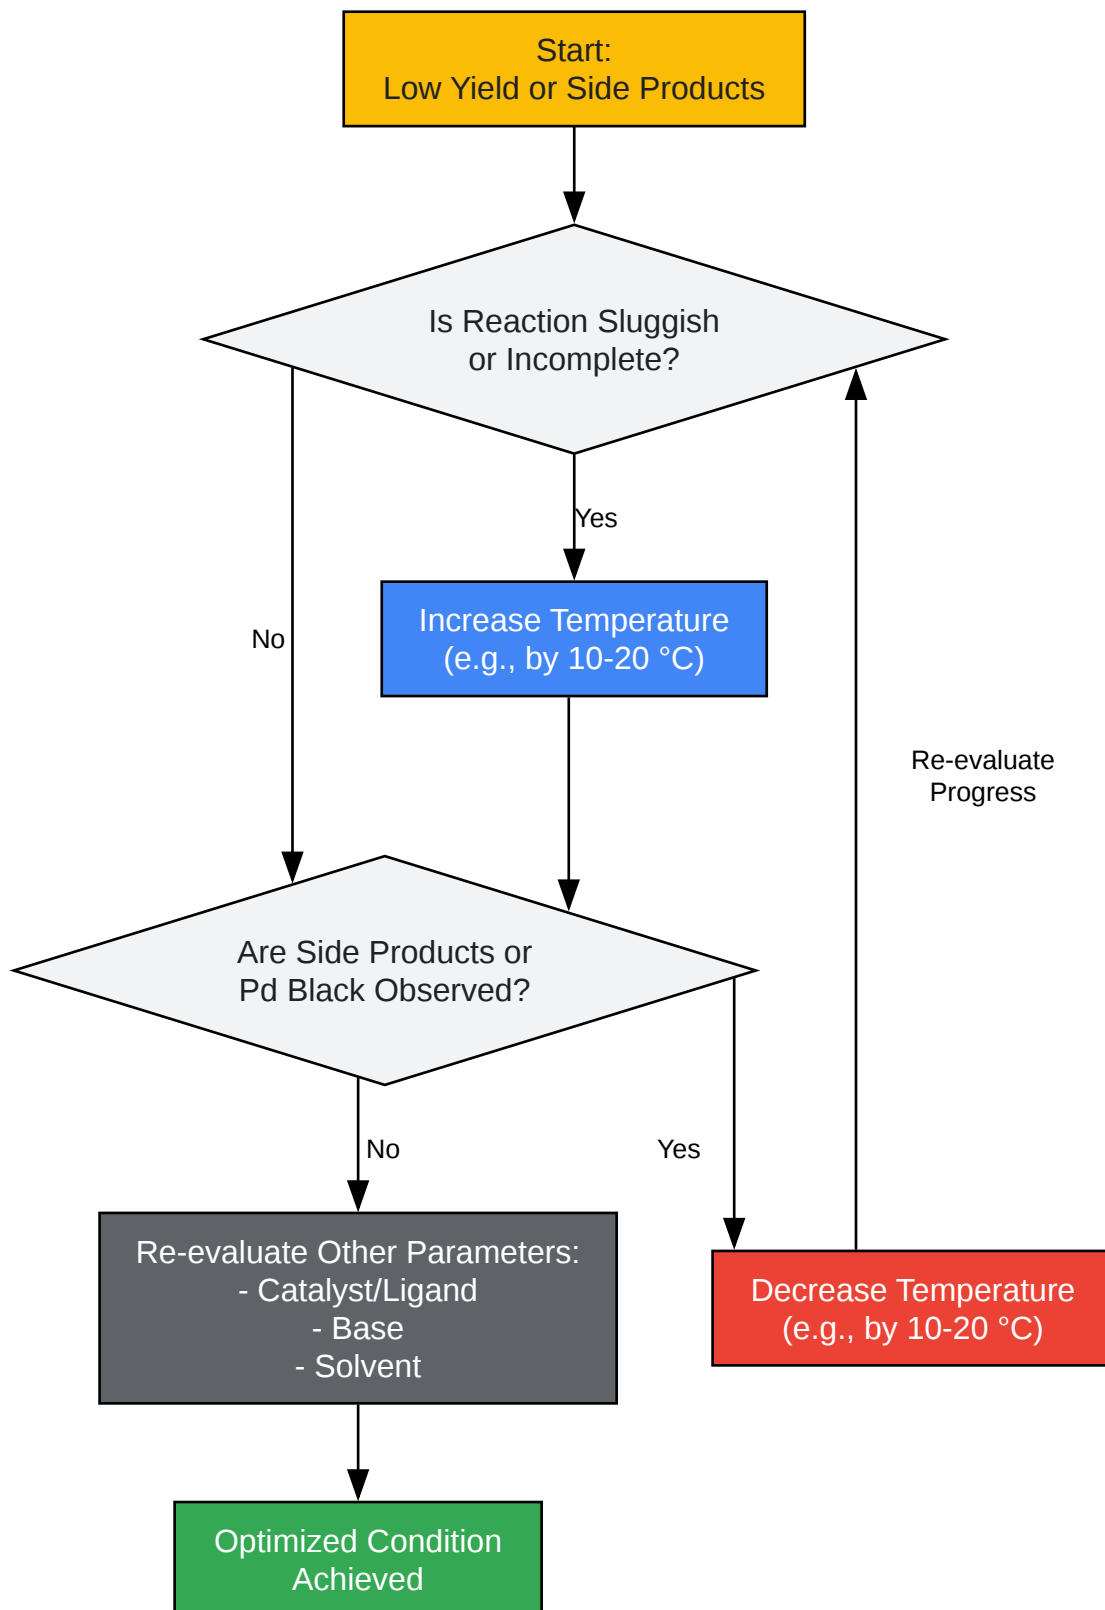 Start:
Low Yield or Side Products
Is Reaction Sluggish
or Incomplete?
Yes
Increase Temperature
(e.g., by 10-20 °C)
No
Re-evaluate
Progress
Are Side Products or
Pd Black Observed?
No
Yes
Re-evaluate Other Parameters:
- Catalyst/Ligand
- Base
- Solvent
Decrease Temperature
(e.g., by 10-20 °C)
Optimized Condition
Achieved